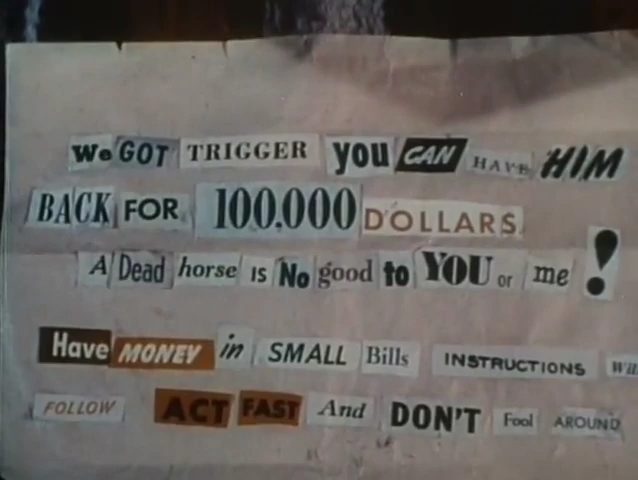 We GOT TRIGGER YOU CAN HAVE HIM
BACK FOR 100,000 DOLLARS
A Dead horse is No good to YOU or me !
Have MONEY in SMALL Bills INSTRUCTIONS
FOLLOW ACT FAST And DON'T Fool AROUND